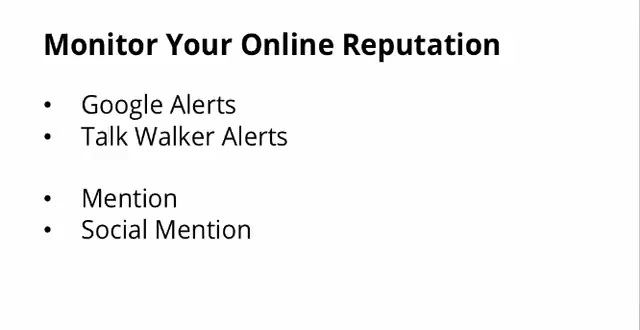 Monitor Your Online Reputation
• Google Alerts
• Talk Walker Alerts
• Mention
• Social Mention